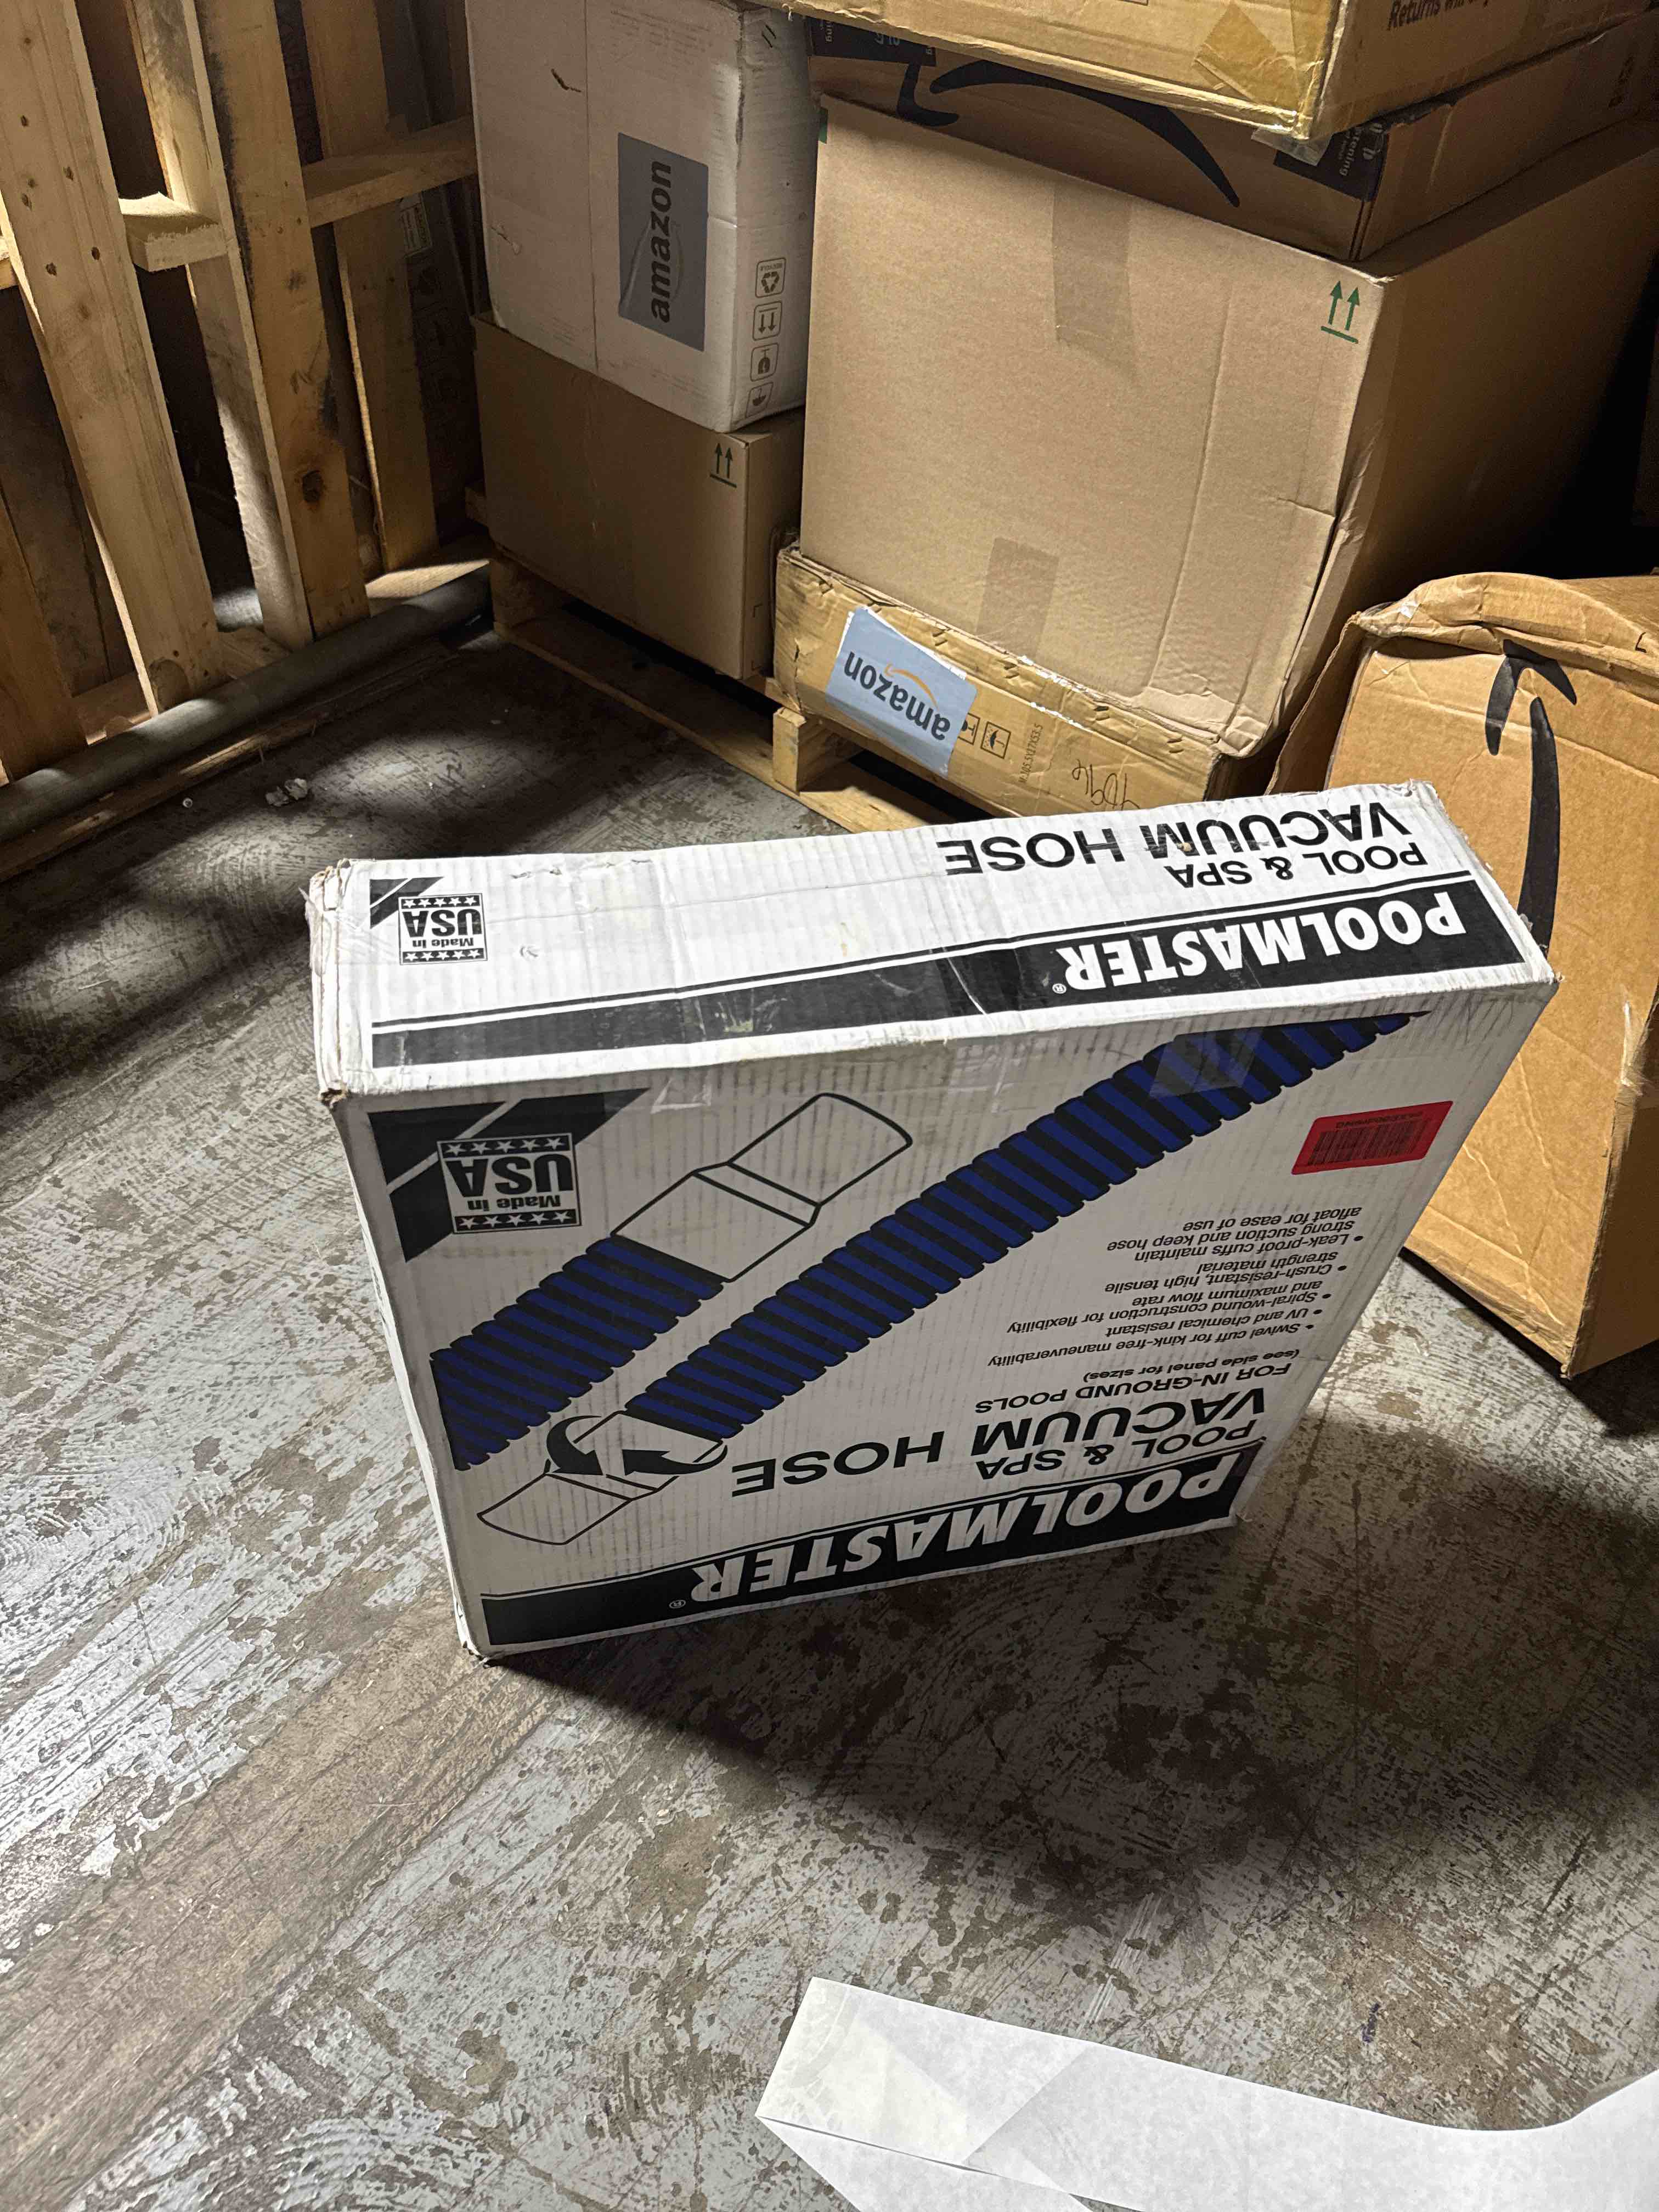 amazon
RECYCLE
amazon
4096
POOL & SPA
VACUUM HOSE
POOLMASTER®
Made in
USA
POOLMASTER®
POOL & SPA
VACUUM HOSE
FOR IN-GROUND POOLS
(see side panel for sizes)
• Swivel cuff for kink-free maneuverability
• UV and chemical resistant
• Spiral-wound construction for flexibility
and maximum flow rate
• Crush-resistant, high tensile
strength material
• Leak-proof cuffs maintain
strong suction and keep hose
afloat for ease of use
Made in
USA